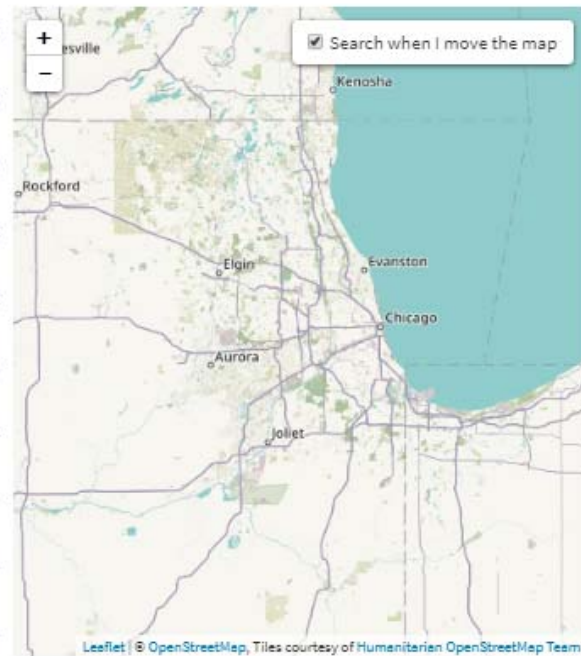 +
esville
Search when I move the map
−
Kenosha
Rockford
Elgin
Evanston
Chicago
Aurora
Joliet
Leaflet | © OpenStreetMap, Tiles courtesy of Humanitarian OpenStreetMap Team